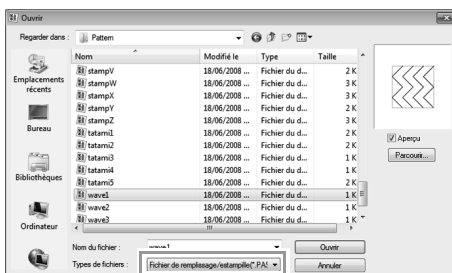 Ouvrir
Regarder dans : Pattern
Nom Modifié le Type Taille
stampV 18/06/2008 ... Fichier du d... 2 K
stampW 18/06/2008 ... Fichier du d... 3 K
stampX 18/06/2008 ... Fichier du d... 3 K
stampY 18/06/2008 ... Fichier du d... 2 K
stampZ 18/06/2008 ... Fichier du d... 3 K
tatami1 18/06/2008 ... Fichier du d... 2 K
tatami2 18/06/2008 ... Fichier du d... 2 K
tatami3 18/06/2008 ... Fichier du d... 1 K
tatami4 18/06/2008 ... Fichier du d... 1 K
tatami5 18/06/2008 ... Fichier du d... 2 K
wave1 18/06/2008 ... Fichier du d... 1 K
wave2 18/06/2008 ... Fichier du d... 1 K
wave3 18/06/2008 ... Fichier du d... 1 K
Emplacements
récents
Bureau
Bibliothèques
Ordinateur
Aperçu
Parcourir...
Nom du fichier : wave1 Ouvrir
Types de fichiers : Fichier de remplissage/estampille(*.PAS Annuler